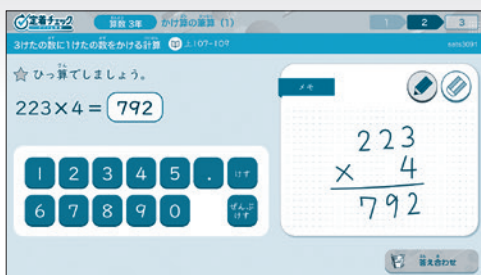 定着チェック 算数 3年 かけ算の筆算 (1) 1 2 3
3けたの数に1けたの数をかける計算 上107-109
☆ ひっ算でしましょう。
223×4= 792
メモ
223
× 4
792
1 2 3 4 5 . けす
6 7 8 9 0 ぜんぶけす
答え合わせ